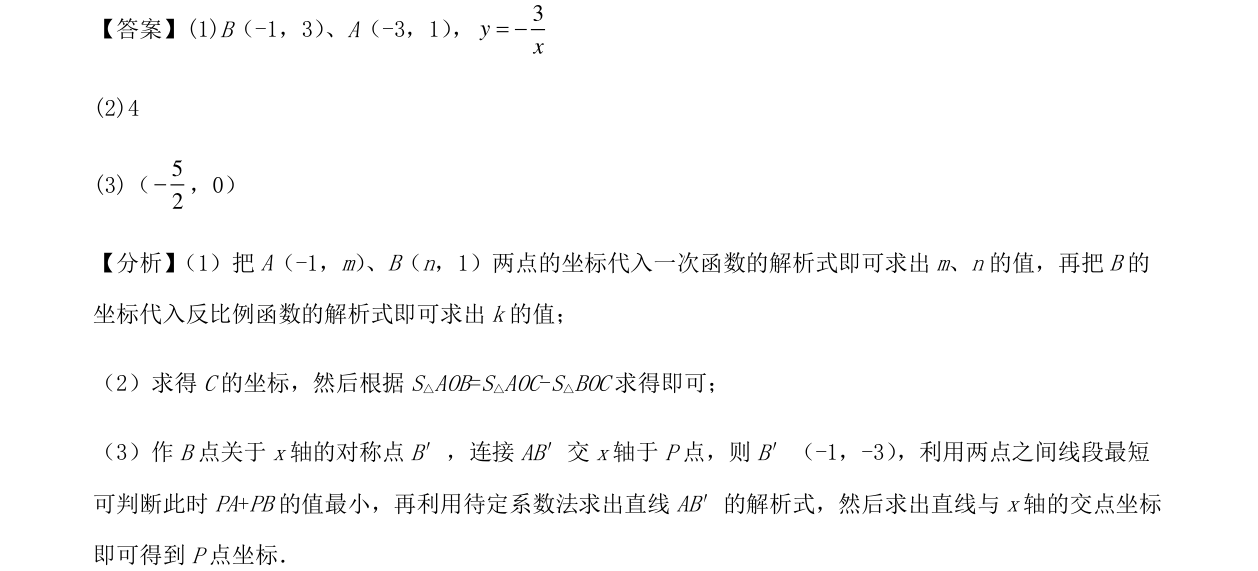 【答案】(1)B（-1，3）、A（-3，1），y=-3/x
(2)4
(3)（-5/2，0）
【分析】（1）把 A（-1，m）、B（n，1）两点的坐标代入一次函数的解析式即可求出 m、n 的值，再把 B 的
坐标代入反比例函数的解析式即可求出 k 的值；
（2）求得 C 的坐标，然后根据 S△AOB=S△AOC-S△BOC 求得即可；
（3）作 B 点关于 x 轴的对称点 B′，连接 AB′交 x 轴于 P 点，则 B′（-1，-3），利用两点之间线段最短
可判断此时 PA+PB 的值最小，再利用待定系数法求出直线 AB′的解析式，然后求出直线与 x 轴的交点坐标
即可得到 P 点坐标．